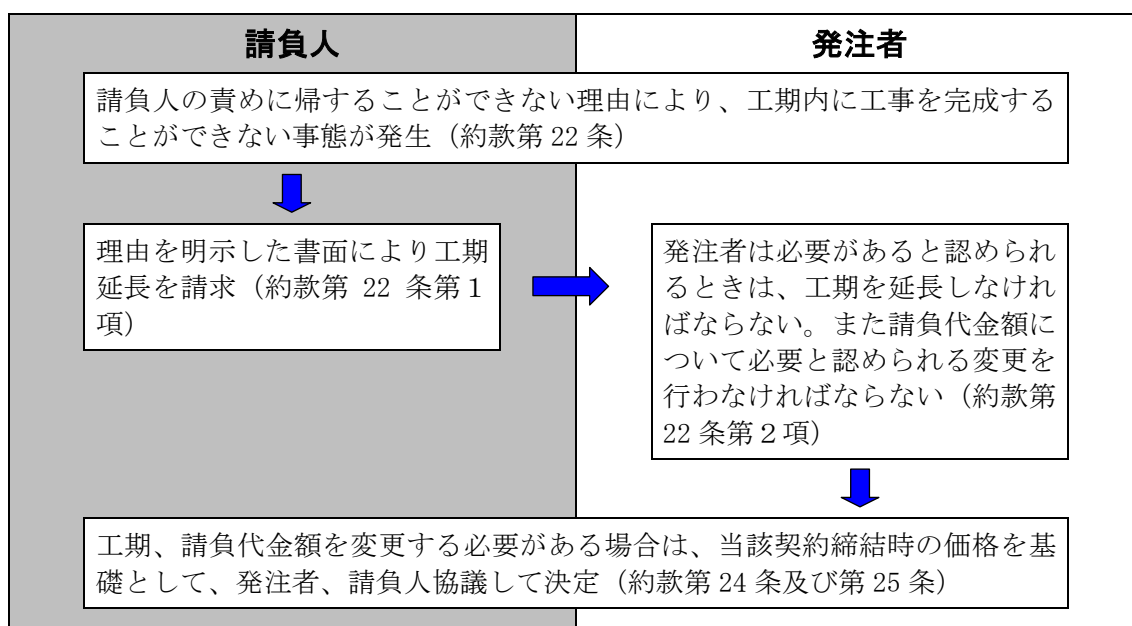 請負人
発注者
請負人の責めに帰することができない理由により、工期内に工事を完成する
ことができない事態が発生（約款第 22 条）
理由を明示した書面により工期
延長を請求（約款第 22 条第１
項）
発注者は必要があると認められ
るときは、工期を延長しなけれ
ばならない。また請負代金額に
ついて必要と認められる変更を
行わなければならない（約款第
22 条第２項）
工期、請負代金額を変更する必要がある場合は、当該契約締結時の価格を基
礎として、発注者、請負人協議して決定（約款第 24 条及び第 25 条）